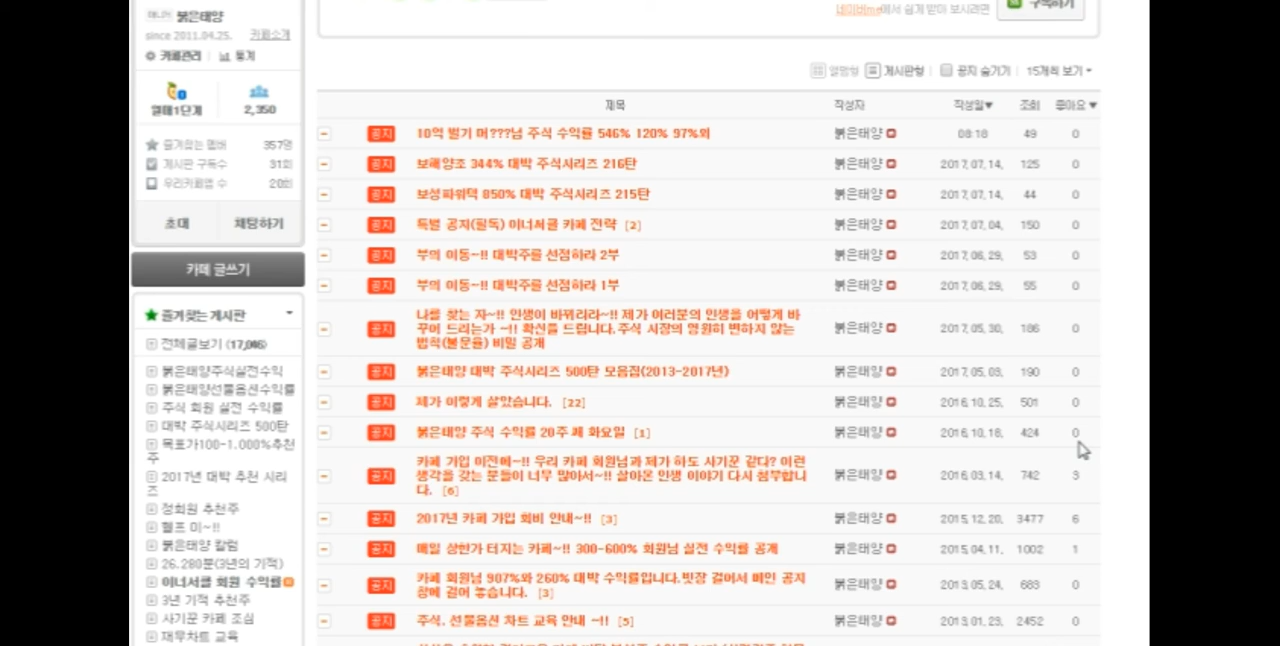 매니저 붉은태양
since 2011.04.25. 카페소개
카페관리 통계
열매1단계 2,350
즐겨찾는 멤버 357명
게시판 구독수 31회
우리카페앱 수 20회
초대 채팅하기
카페 글쓰기
즐겨찾는 게시판
전체글보기 (17,046)
붉은태양주식실전수익
붉은태양선물옵션수익률
주식 회원 실전 수익률
대박 주식시리즈 500탄
목표가100-1.000%추천
주
2017년 대박 추천 시리
즈
정회원 추천주
헬프 미~!!
붉은태양 칼럼
26.280분(3년의 기적)
이너서클 회원 수익률
3년 기적 추천주
사기꾼 카페 조심
재무차트 교육
네이버me에서 쉽게 받아 보시려면 구독하기
앨범형 게시판형 공지 숨기기 15개씩 보기
제목 작성자 작성일▼ 조회 좋아요▼
공지 10억 벌기 머???님 주식 수익률 546% 120% 97%외 붉은태양 08:18 49 0
공지 보해양조 344% 대박 주식시리즈 216탄 붉은태양 2017.07.14. 125 0
공지 보성파워텍 850% 대박 주식시리즈 215탄 붉은태양 2017.07.14. 44 0
공지 특별 공지(필독) 이너서클 카페 전략 [2] 붉은태양 2017.07.04. 150 0
공지 부의 이동~!! 대박주를 선점하라 2부 붉은태양 2017.06.29. 53 0
공지 부의 이동~!! 대박주를 선점하라 1부 붉은태양 2017.06.29. 55 0
나를 찾는 자~!! 인생이 바뀌리라~!! 제가 여러분의 인생을 어떻게 바
공지 꾸어 드리는가 ~!! 확신을 드립니다.주식 시장의 영원히 변하지 않는 붉은태양 2017.05.30. 186 0
법칙(불문율) 비밀 공개
공지 붉은태양 대박 주식시리즈 500탄 모음집(2013-2017년) 붉은태양 2017.05.03. 190 0
공지 제가 이렇게 살았습니다. [22] 붉은태양 2016.10.25. 501 0
공지 붉은태양 주식 수익률 20주 째 화요일 [1] 붉은태양 2016.10.18. 424 0
카페 가입 이전에~!! 우리 카페 회원님과 제가 하도 사기꾼 같다? 이런
공지 생각을 갖는 분들이 너무 많아서~!! 살아온 인생 이야기 다시 첨부합니 붉은태양 2016.03.14. 742 3
다. [6]
공지 2017년 카페 가입 회비 안내~!! [3] 붉은태양 2015.12.20. 3477 6
공지 매일 상한가 터지는 카페~!! 300-600% 회원님 실전 수익률 공개 붉은태양 2015.04.11. 1002 1
카페 회원님 907%와 260% 대박 수익률입니다.빗장 걸어서 메인 공지
공지 창에 걸어 놓습니다. [3] 붉은태양 2013.05.24. 683 0
공지 주식. 선물옵션 차트 교육 안내 ~!! [5] 붉은태양 2013.01.23. 2452 0